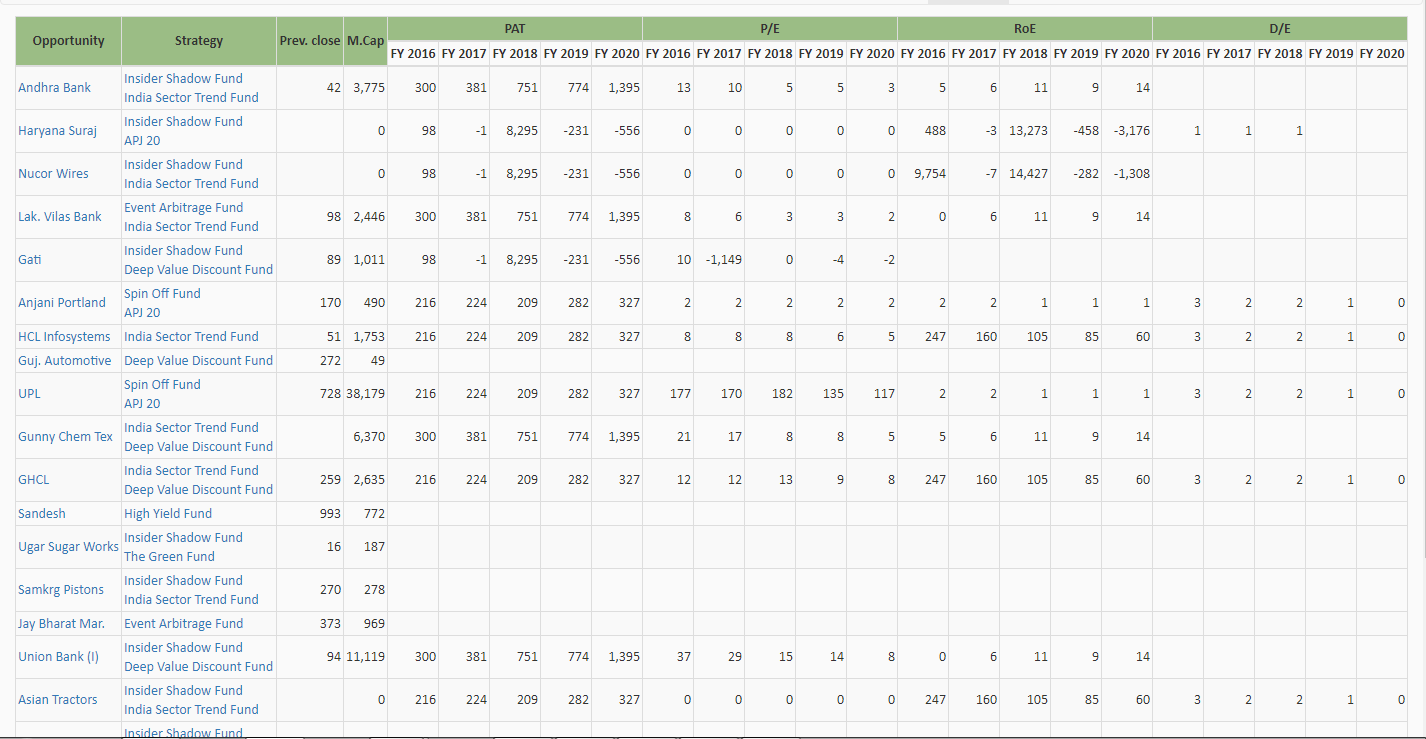 Opportunity Strategy Prev. close M.Cap PAT P/E RoE D/E
FY 2016 FY 2017 FY 2018 FY 2019 FY 2020 FY 2016 FY 2017 FY 2018 FY 2019 FY 2020 FY 2016 FY 2017 FY 2018 FY 2019 FY 2020 FY 2016 FY 2017 FY 2018 FY 2019 FY 2020
Insider Shadow Fund
Andhra Bank 42 3,775 300 381 751 774 1,395 13 10 5 5 3 5 6 11 9 14
India Sector Trend Fund
Insider Shadow Fund
Haryana Suraj 0 98 -1 8,295 -231 -556 0 0 0 0 0 488 -3 13,273 -458 -3,176 1 1 1
APJ 20
Insider Shadow Fund
Nucor Wires 0 98 -1 8,295 -231 -556 0 0 0 0 0 9,754 -7 14,427 -282 -1,308
India Sector Trend Fund
Event Arbitrage Fund
Lak. Vilas Bank 98 2,446 300 381 751 774 1,395 8 6 3 3 2 0 6 11 9 14
India Sector Trend Fund
Insider Shadow Fund
Gati 89 1,011 98 -1 8,295 -231 -556 10 -1,149 0 -4 -2
Deep Value Discount Fund
Spin Off Fund
Anjani Portland 170 490 216 224 209 282 327 2 2 2 2 2 2 2 1 1 1 3 2 2 1 0
APJ 20
HCL Infosystems India Sector Trend Fund 51 1,753 216 224 209 282 327 8 8 8 6 5 247 160 105 85 60 3 2 2 1 0
Guj. Automotive Deep Value Discount Fund 272 49
Spin Off Fund
UPL 728 38,179 216 224 209 282 327 177 170 182 135 117 2 2 1 1 1 3 2 2 1 0
APJ 20
India Sector Trend Fund
Gunny Chem Tex 6,370 300 381 751 774 1,395 21 17 8 8 5 5 6 11 9 14
Deep Value Discount Fund
India Sector Trend Fund
GHCL 259 2,635 216 224 209 282 327 12 12 13 9 8 247 160 105 85 60 3 2 2 1 0
Deep Value Discount Fund
Sandesh High Yield Fund 993 772
Insider Shadow Fund
Ugar Sugar Works 16 187
The Green Fund
Insider Shadow Fund
Samkrg Pistons 270 278
India Sector Trend Fund
Jay Bharat Mar. Event Arbitrage Fund 373 969
Insider Shadow Fund
Union Bank (I) 94 11,119 300 381 751 774 1,395 37 29 15 14 8 0 6 11 9 14
Deep Value Discount Fund
Insider Shadow Fund
Asian Tractors 0 216 224 209 282 327 0 0 0 0 0 247 160 105 85 60 3 2 2 1 0
India Sector Trend Fund
Insider Shadow Fund